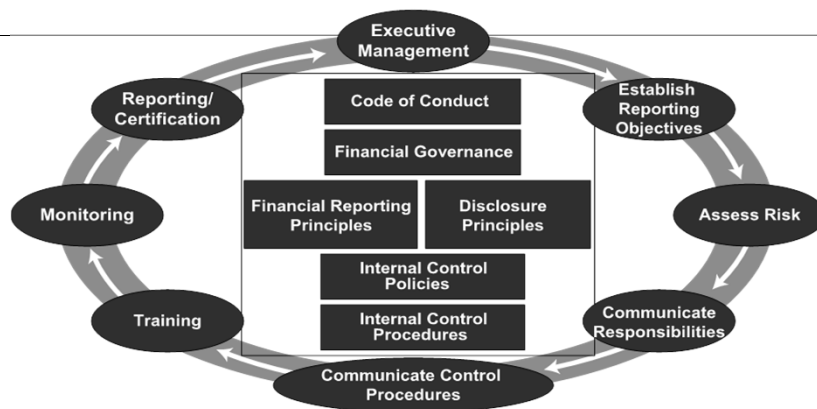 Executive
Management
Reporting/
Certification
Establish
Reporting
Objectives
Code of Conduct
Financial Governance
Monitoring
Financial Reporting
Principles
Disclosure
Principles
Assess Risk
Internal Control
Policies
Training
Internal Control
Procedures
Communicate
Responsibilities
Communicate Control
Procedures